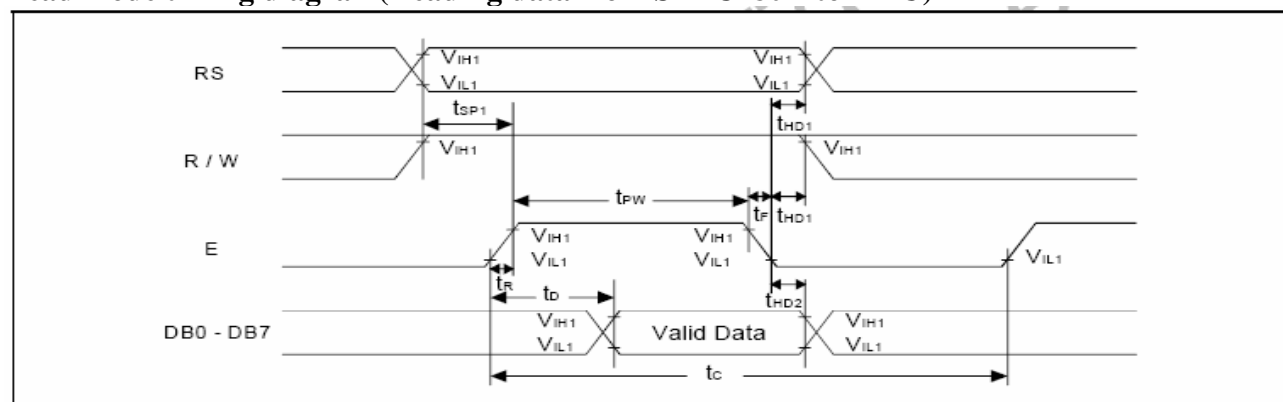 RS
VIH1 VIH1
VIL1 VIL1
tSP1 tHD1
R / W VIH1 VIH1
tPW tF tHD1
E VIH1 VIH1
VIL1 VIL1 VIL1
tR tD tHD2
DB0 - DB7 VIH1 Valid Data VIH1
VIL1 VIL1
tC